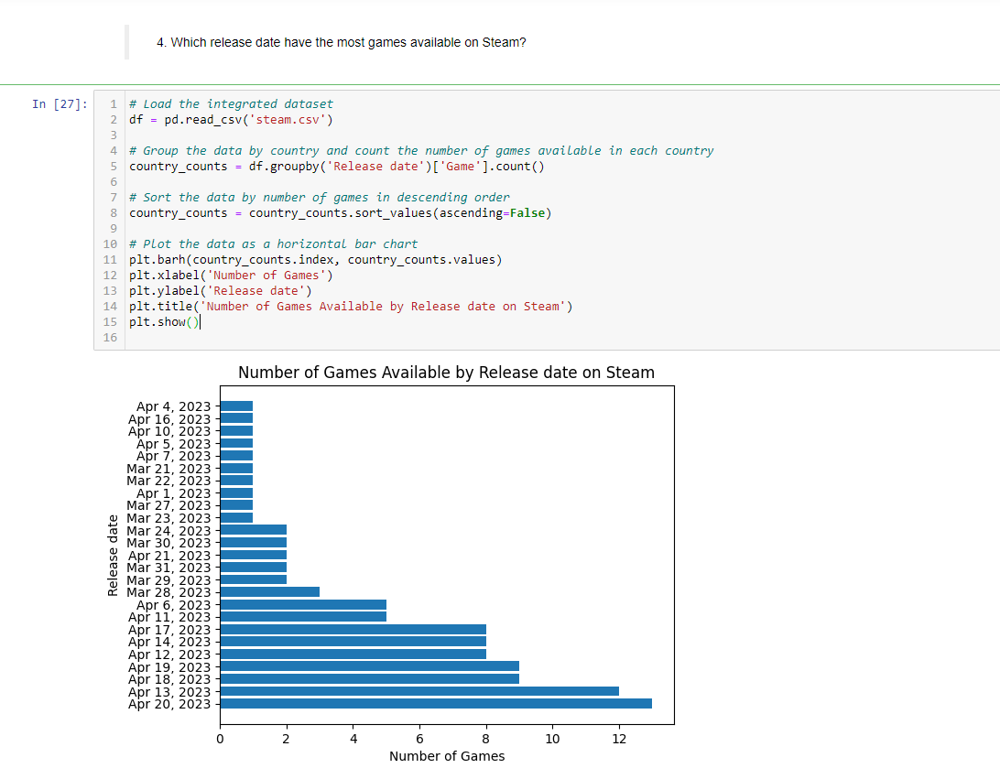 4. Which release date have the most games available on Steam?
In [27]:
1 # Load the integrated dataset
2 df = pd.read_csv('steam.csv')
3
4 # Group the data by country and count the number of games available in each country
5 country_counts = df.groupby('Release date')['Game'].count()
6
7 # Sort the data by number of games in descending order
8 country_counts = country_counts.sort_values(ascending=False)
9
10 # Plot the data as a horizontal bar chart
11 plt.barh(country_counts.index, country_counts.values)
12 plt.xlabel('Number of Games')
13 plt.ylabel('Release date')
14 plt.title('Number of Games Available by Release date on Steam')
15 plt.show()
16
Number of Games Available by Release date on Steam
Release date
Apr 4, 2023
Apr 16, 2023
Apr 10, 2023
Apr 5, 2023
Apr 7, 2023
Mar 21, 2023
Mar 22, 2023
Apr 1, 2023
Mar 27, 2023
Mar 23, 2023
Mar 24, 2023
Mar 30, 2023
Apr 21, 2023
Mar 31, 2023
Mar 29, 2023
Mar 28, 2023
Apr 6, 2023
Apr 11, 2023
Apr 17, 2023
Apr 14, 2023
Apr 12, 2023
Apr 19, 2023
Apr 18, 2023
Apr 13, 2023
Apr 20, 2023
0 2 4 6 8 10 12
Number of Games